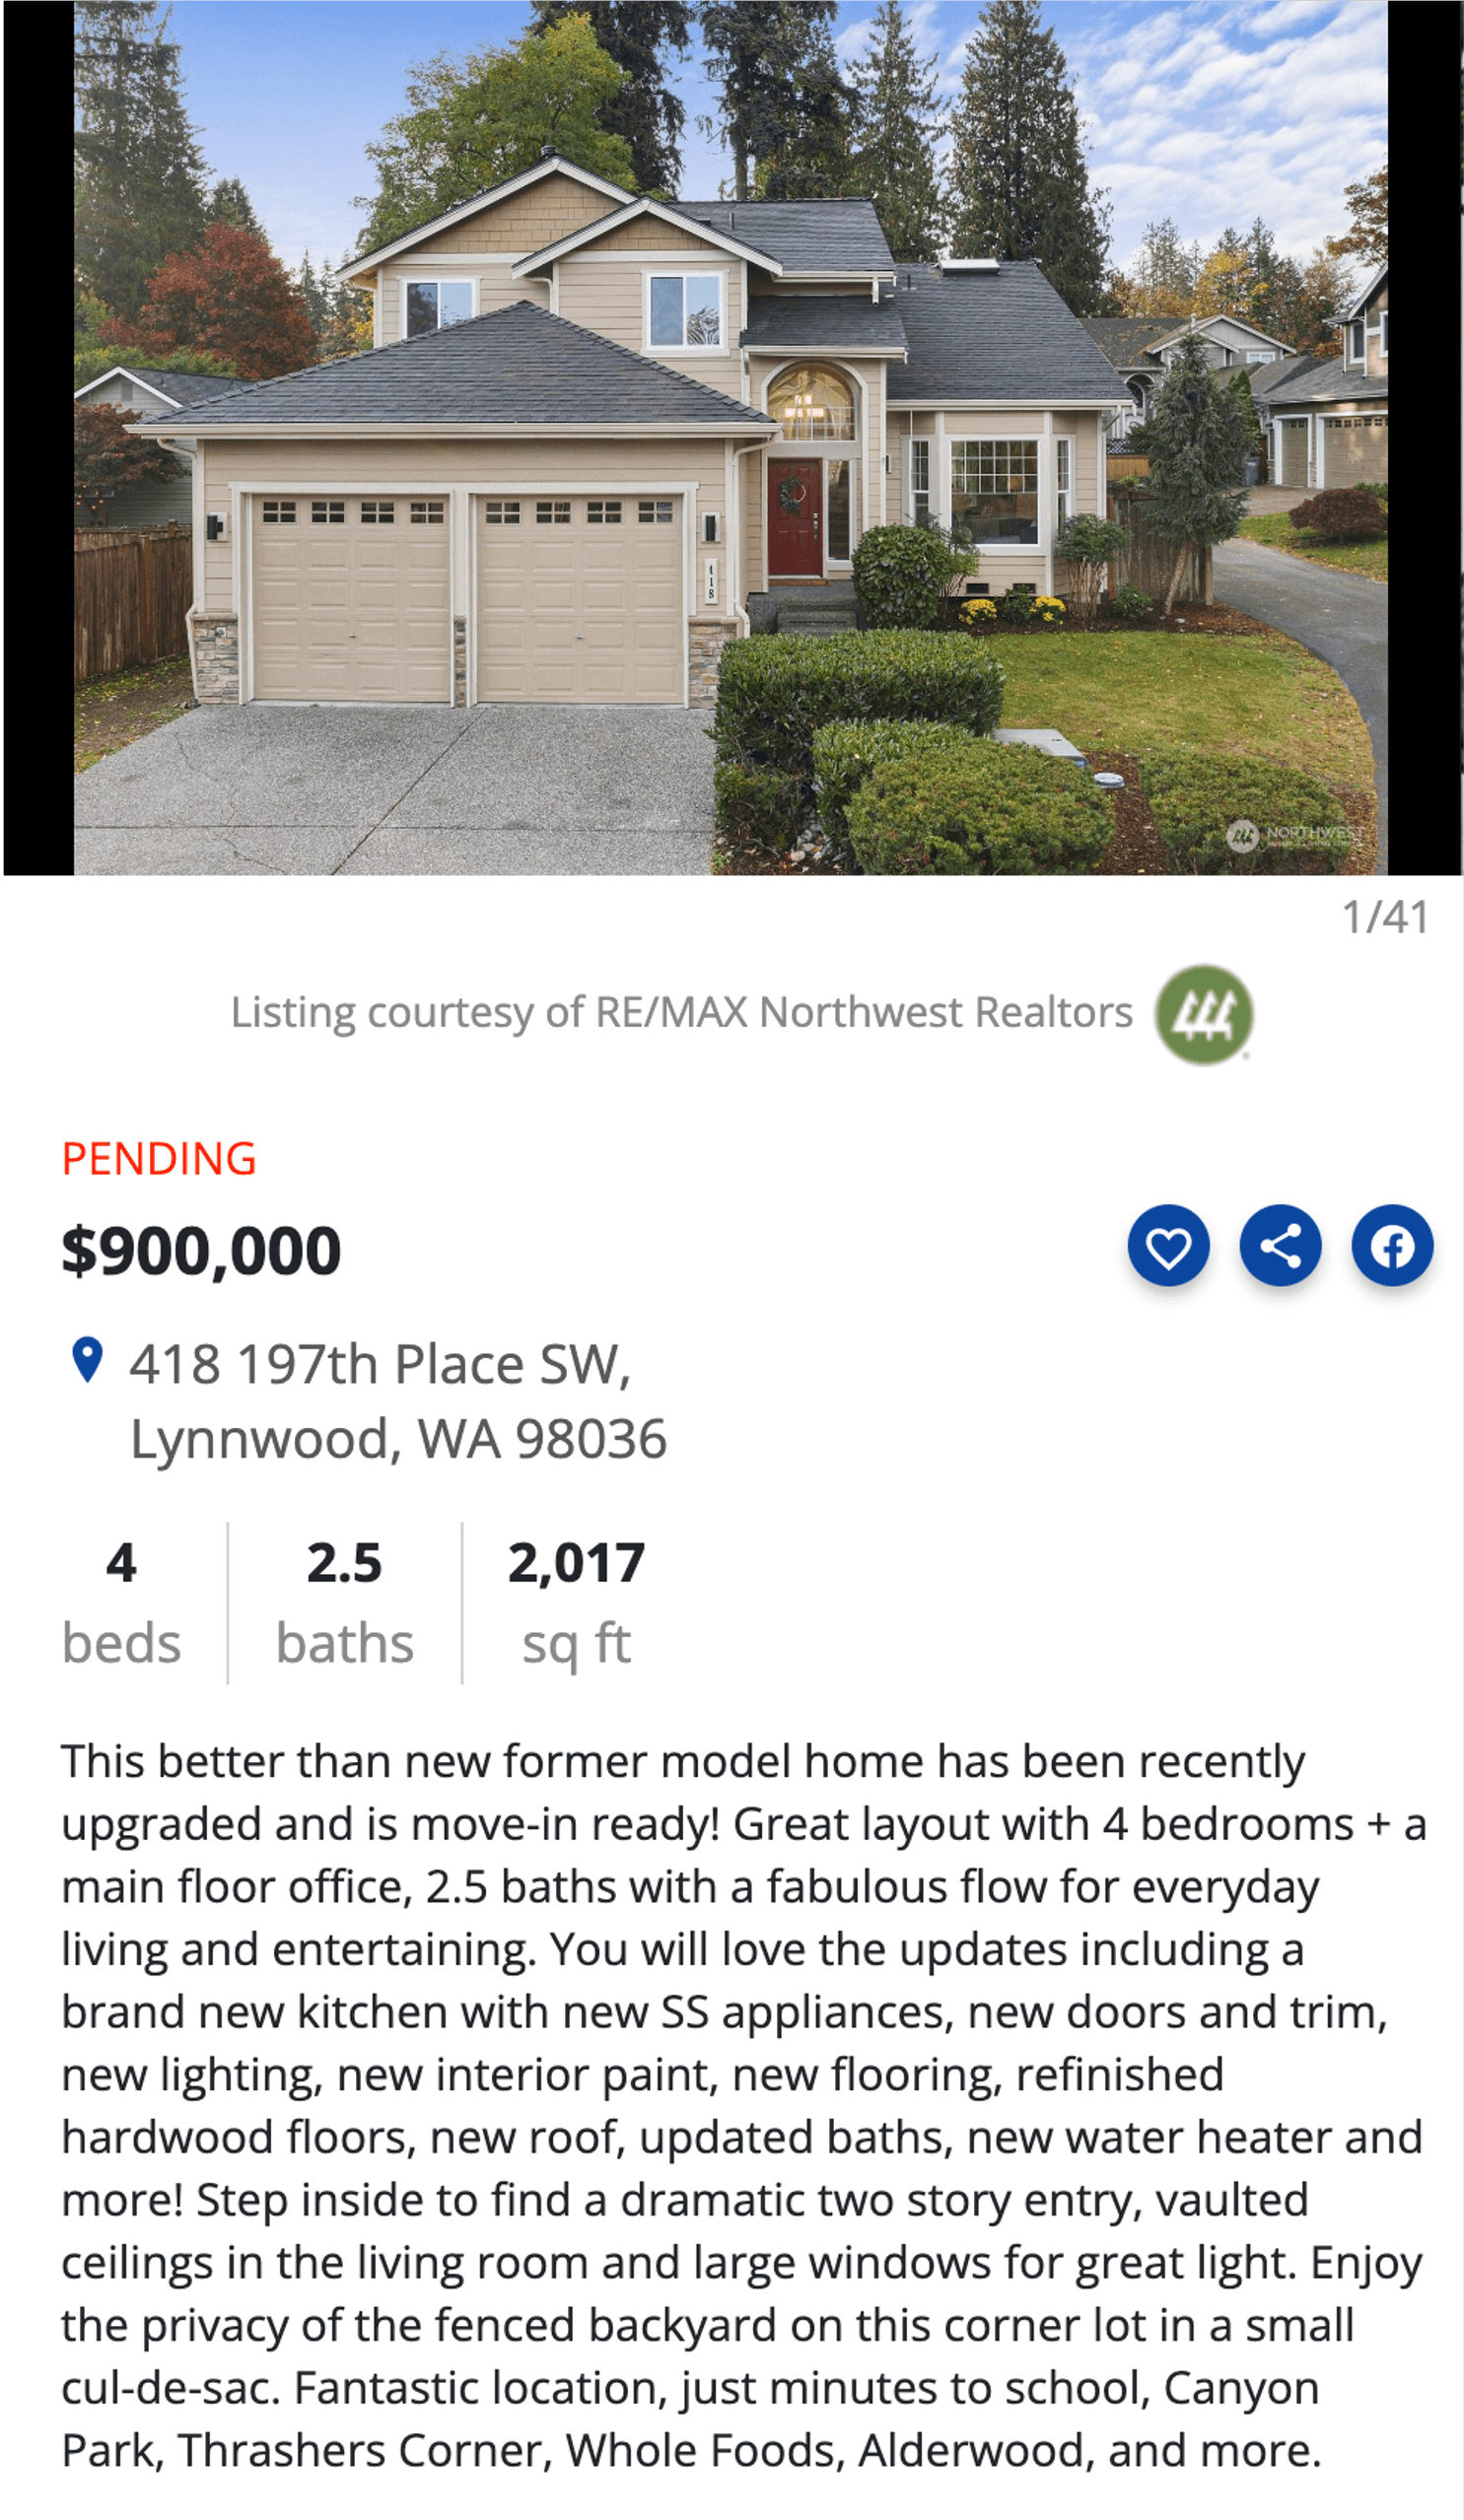 418
NORTHWEST
1/41
Listing courtesy of RE/MAX Northwest Realtors
PENDING
$900,000
418 197th Place SW,
Lynnwood, WA 98036
4
beds
2.5
baths
2,017
sq ft
This better than new former model home has been recently
upgraded and is move-in ready! Great layout with 4 bedrooms + a
main floor office, 2.5 baths with a fabulous flow for everyday
living and entertaining. You will love the updates including a
brand new kitchen with new SS appliances, new doors and trim,
new lighting, new interior paint, new flooring, refinished
hardwood floors, new roof, updated baths, new water heater and
more! Step inside to find a dramatic two story entry, vaulted
ceilings in the living room and large windows for great light. Enjoy
the privacy of the fenced backyard on this corner lot in a small
cul-de-sac. Fantastic location, just minutes to school, Canyon
Park, Thrashers Corner, Whole Foods, Alderwood, and more.